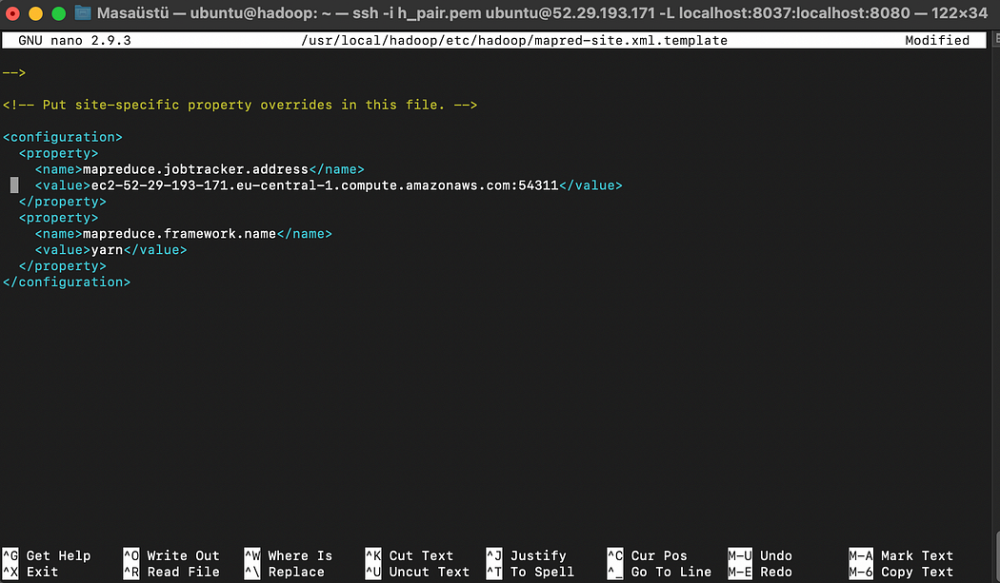 Masaüstü — ubuntu@hadoop: ~ — ssh -i h_pair.pem ubuntu@52.29.193.171 -L localhost:8037:localhost:8080 — 122×34
GNU nano 2.9.3 /usr/local/hadoop/etc/hadoop/mapred-site.xml.template Modified
-->
<!-- Put site-specific property overrides in this file. -->
<configuration>
  <property>
    <name>mapreduce.jobtracker.address</name>
    <value>ec2-52-29-193-171.eu-central-1.compute.amazonaws.com:54311</value>
  </property>
  <property>
    <name>mapreduce.framework.name</name>
    <value>yarn</value>
  </property>
</configuration>
^G Get Help ^O Write Out ^W Where Is ^K Cut Text ^J Justify ^C Cur Pos M-U Undo M-A Mark Text
^X Exit ^R Read File ^\ Replace ^U Uncut Text ^T To Spell ^_ Go To Line M-E Redo M-6 Copy Text